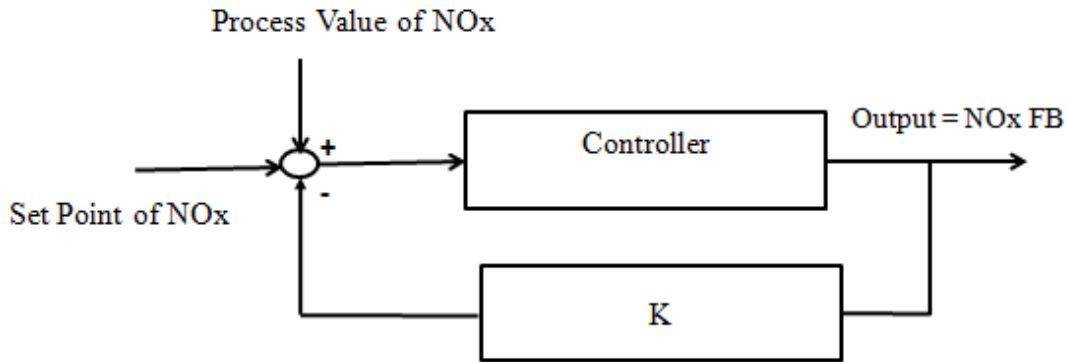 Process Value of NOx
+
Controller
Output = NOx FB
-
Set Point of NOx
K